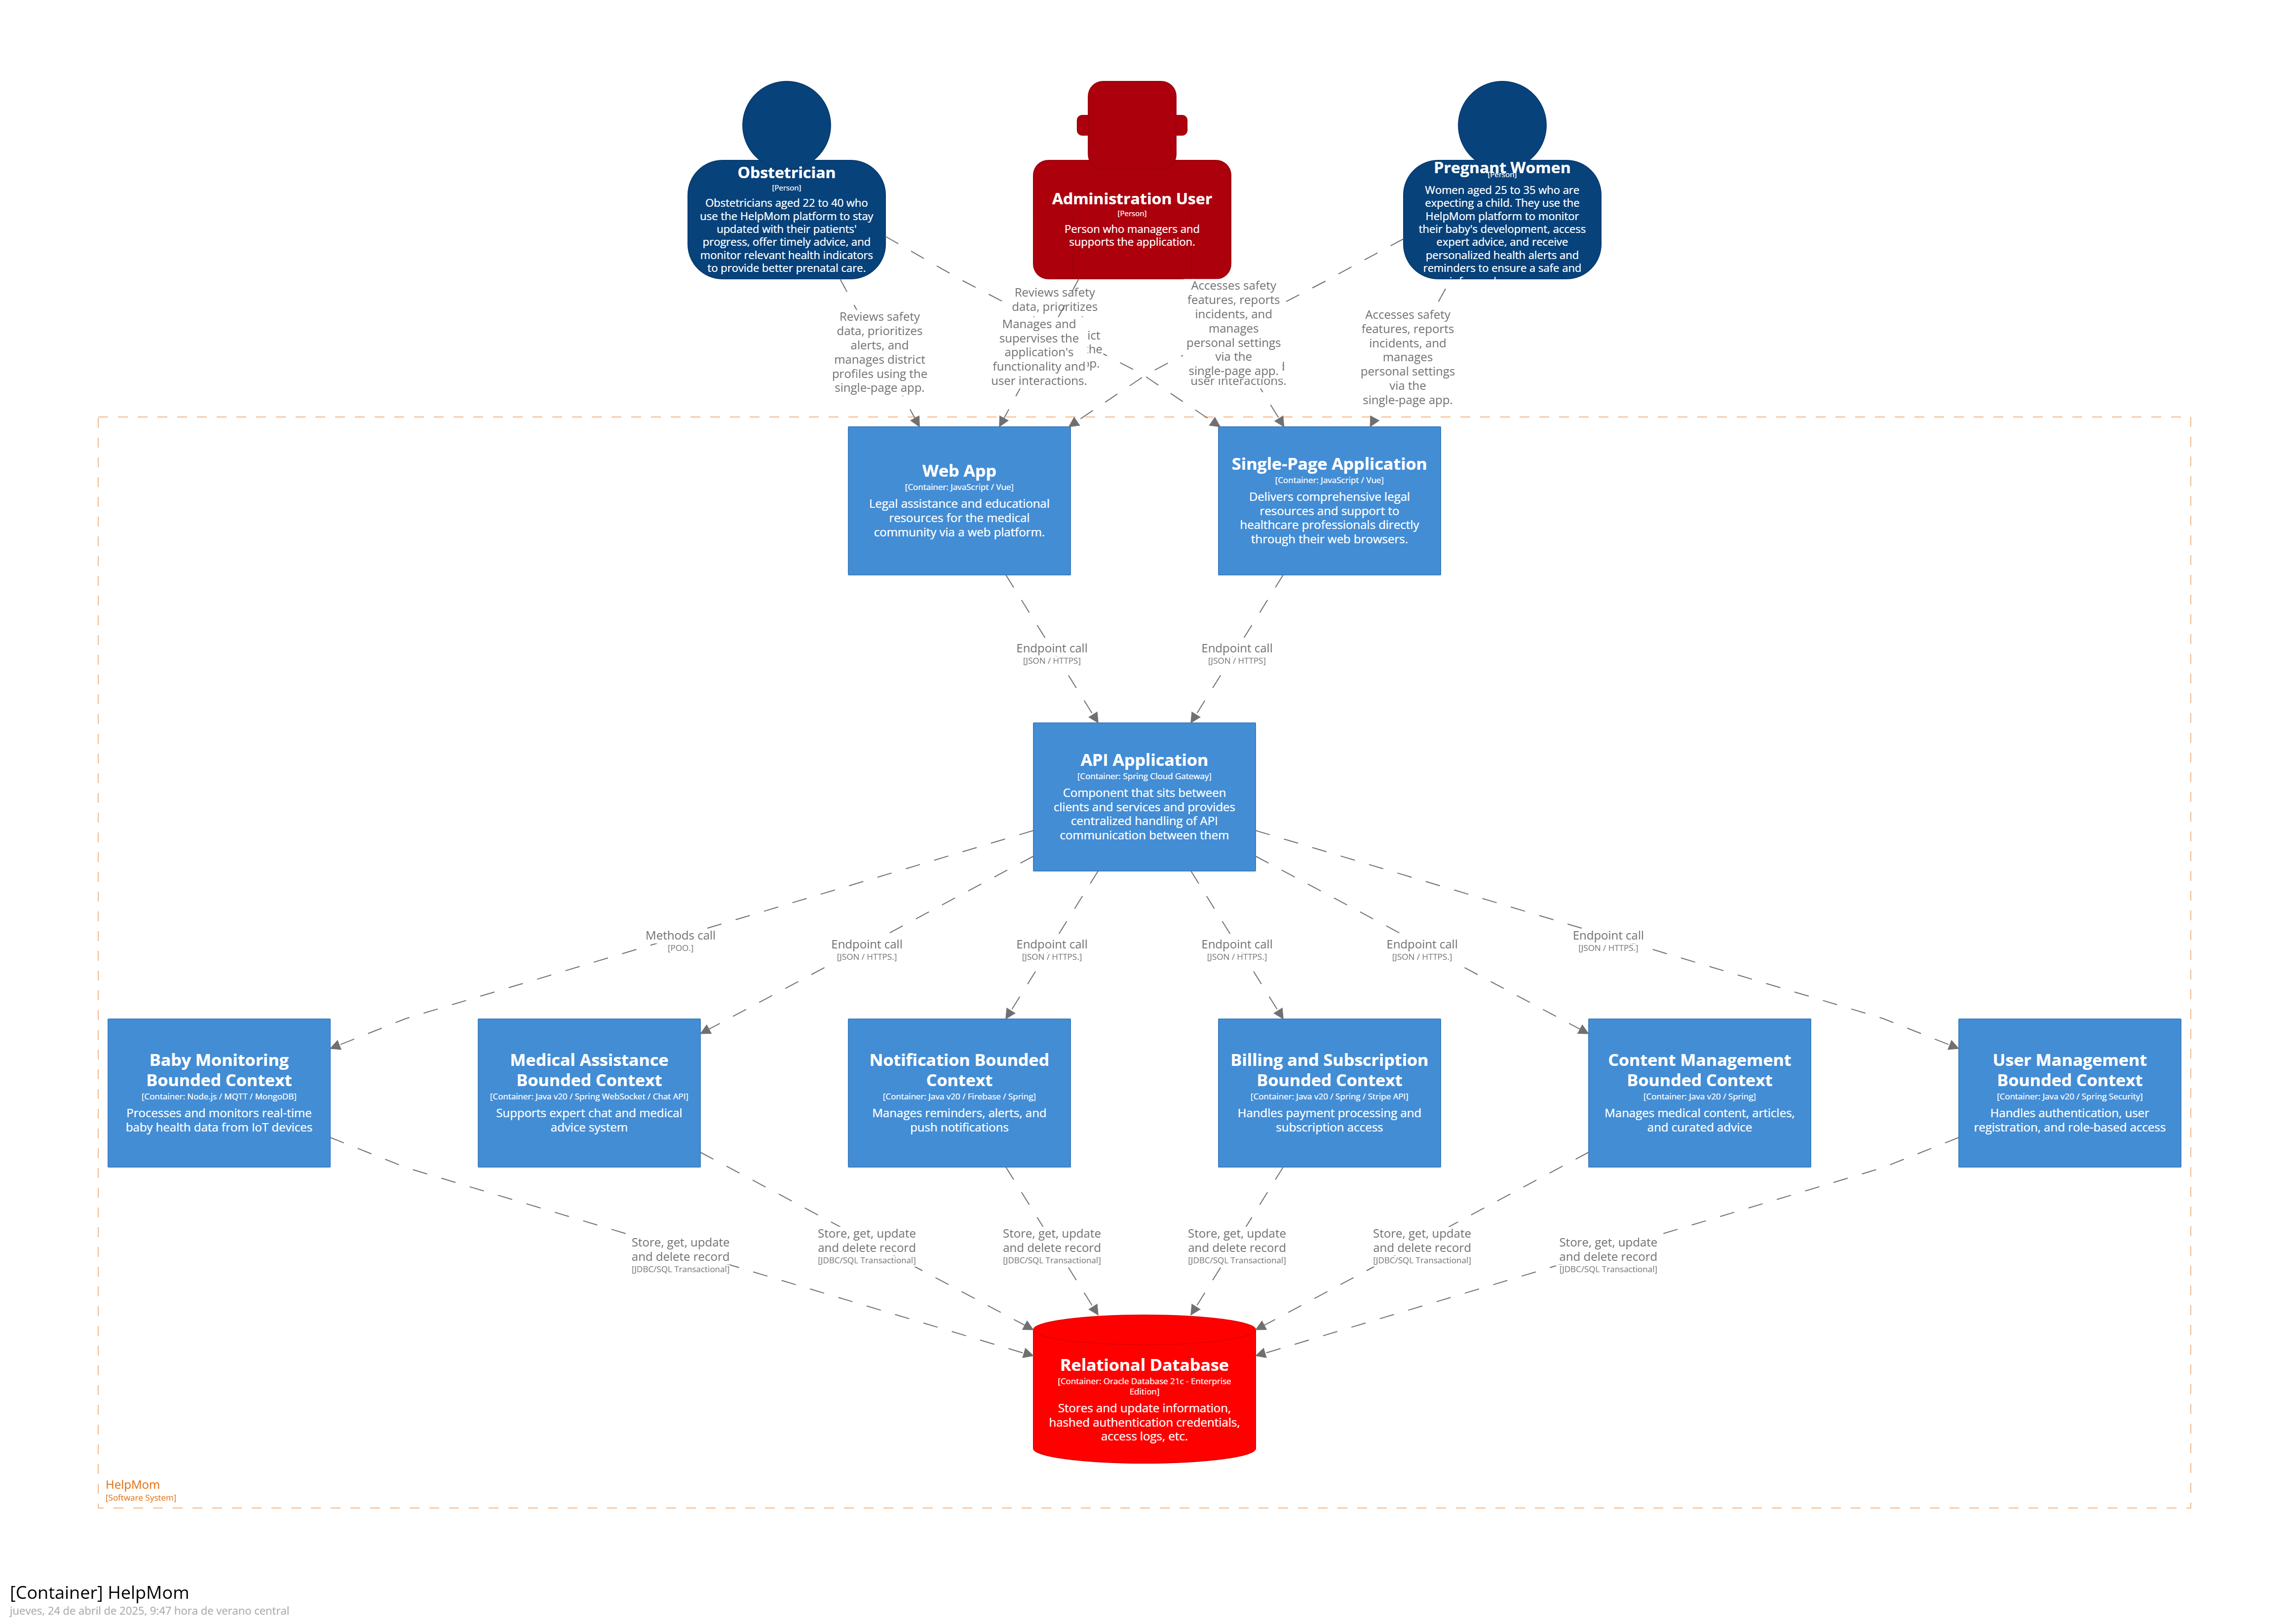 Obstetrician
[Person]
Obstetricians aged 22 to 40 who
use the HelpMom platform to stay
updated with their patients'
progress, offer timely advice, and
monitor relevant health indicators
to provide better prenatal care.
Administration User
[Person]
Person who managers and
supports the application.
Pregnant Women
[Person]
Women aged 25 to 35 who are
expecting a child. They use the
HelpMom platform to monitor
their baby's development, access
expert advice, and receive
personalized health alerts and
reminders to ensure a safe and
Reviews safety
data, prioritizes
alerts, and
manages district
profiles using the
single-page app.
Reviews safety
data, prioritizes
Manages and
supervises the
application's
functionality and
user interactions.
Accesses safety
features, reports
incidents, and
manages
personal settings
via the
single-page app.
user interactions.
Accesses safety
features, reports
incidents, and
manages
personal settings
via the
single-page app.
Web App
[Container: JavaScript / Vue]
Legal assistance and educational
resources for the medical
community via a web platform.
Single-Page Application
[Container: JavaScript / Vue]
Delivers comprehensive legal
resources and support to
healthcare professionals directly
through their web browsers.
Endpoint call
[JSON / HTTPS]
Endpoint call
[JSON / HTTPS]
API Application
[Container: Spring Cloud Gateway]
Component that sits between
clients and services and provides
centralized handling of API
communication between them
Methods call
[POO.]
Endpoint call
[JSON / HTTPS.]
Endpoint call
[JSON / HTTPS.]
Endpoint call
[JSON / HTTPS.]
Endpoint call
[JSON / HTTPS.]
Endpoint call
[JSON / HTTPS.]
Baby Monitoring
Bounded Context
[Container: Node.js / MQTT / MongoDB]
Processes and monitors real-time
baby health data from IoT devices
Medical Assistance
Bounded Context
[Container: Java v20 / Spring WebSocket / Chat API]
Supports expert chat and medical
advice system
Notification Bounded
Context
[Container: Java v20 / Firebase / Spring]
Manages reminders, alerts, and
push notifications
Billing and Subscription
Bounded Context
[Container: Java v20 / Spring / Stripe API]
Handles payment processing and
subscription access
Content Management
Bounded Context
[Container: Java v20 / Spring]
Manages medical content, articles,
and curated advice
User Management
Bounded Context
[Container: Java v20 / Spring Security]
Handles authentication, user
registration, and role-based access
Store, get, update
and delete record
[JDBC/SQL Transactional]
Store, get, update
and delete record
[JDBC/SQL Transactional]
Store, get, update
and delete record
[JDBC/SQL Transactional]
Store, get, update
and delete record
[JDBC/SQL Transactional]
Store, get, update
and delete record
[JDBC/SQL Transactional]
Store, get, update
and delete record
[JDBC/SQL Transactional]
Relational Database
[Container: Oracle Database 21c - Enterprise
Edition]
Stores and update information,
hashed authentication credentials,
access logs, etc.
HelpMom
[Software System]
[Container] HelpMom
jueves, 24 de abril de 2025, 9:47 hora de verano central